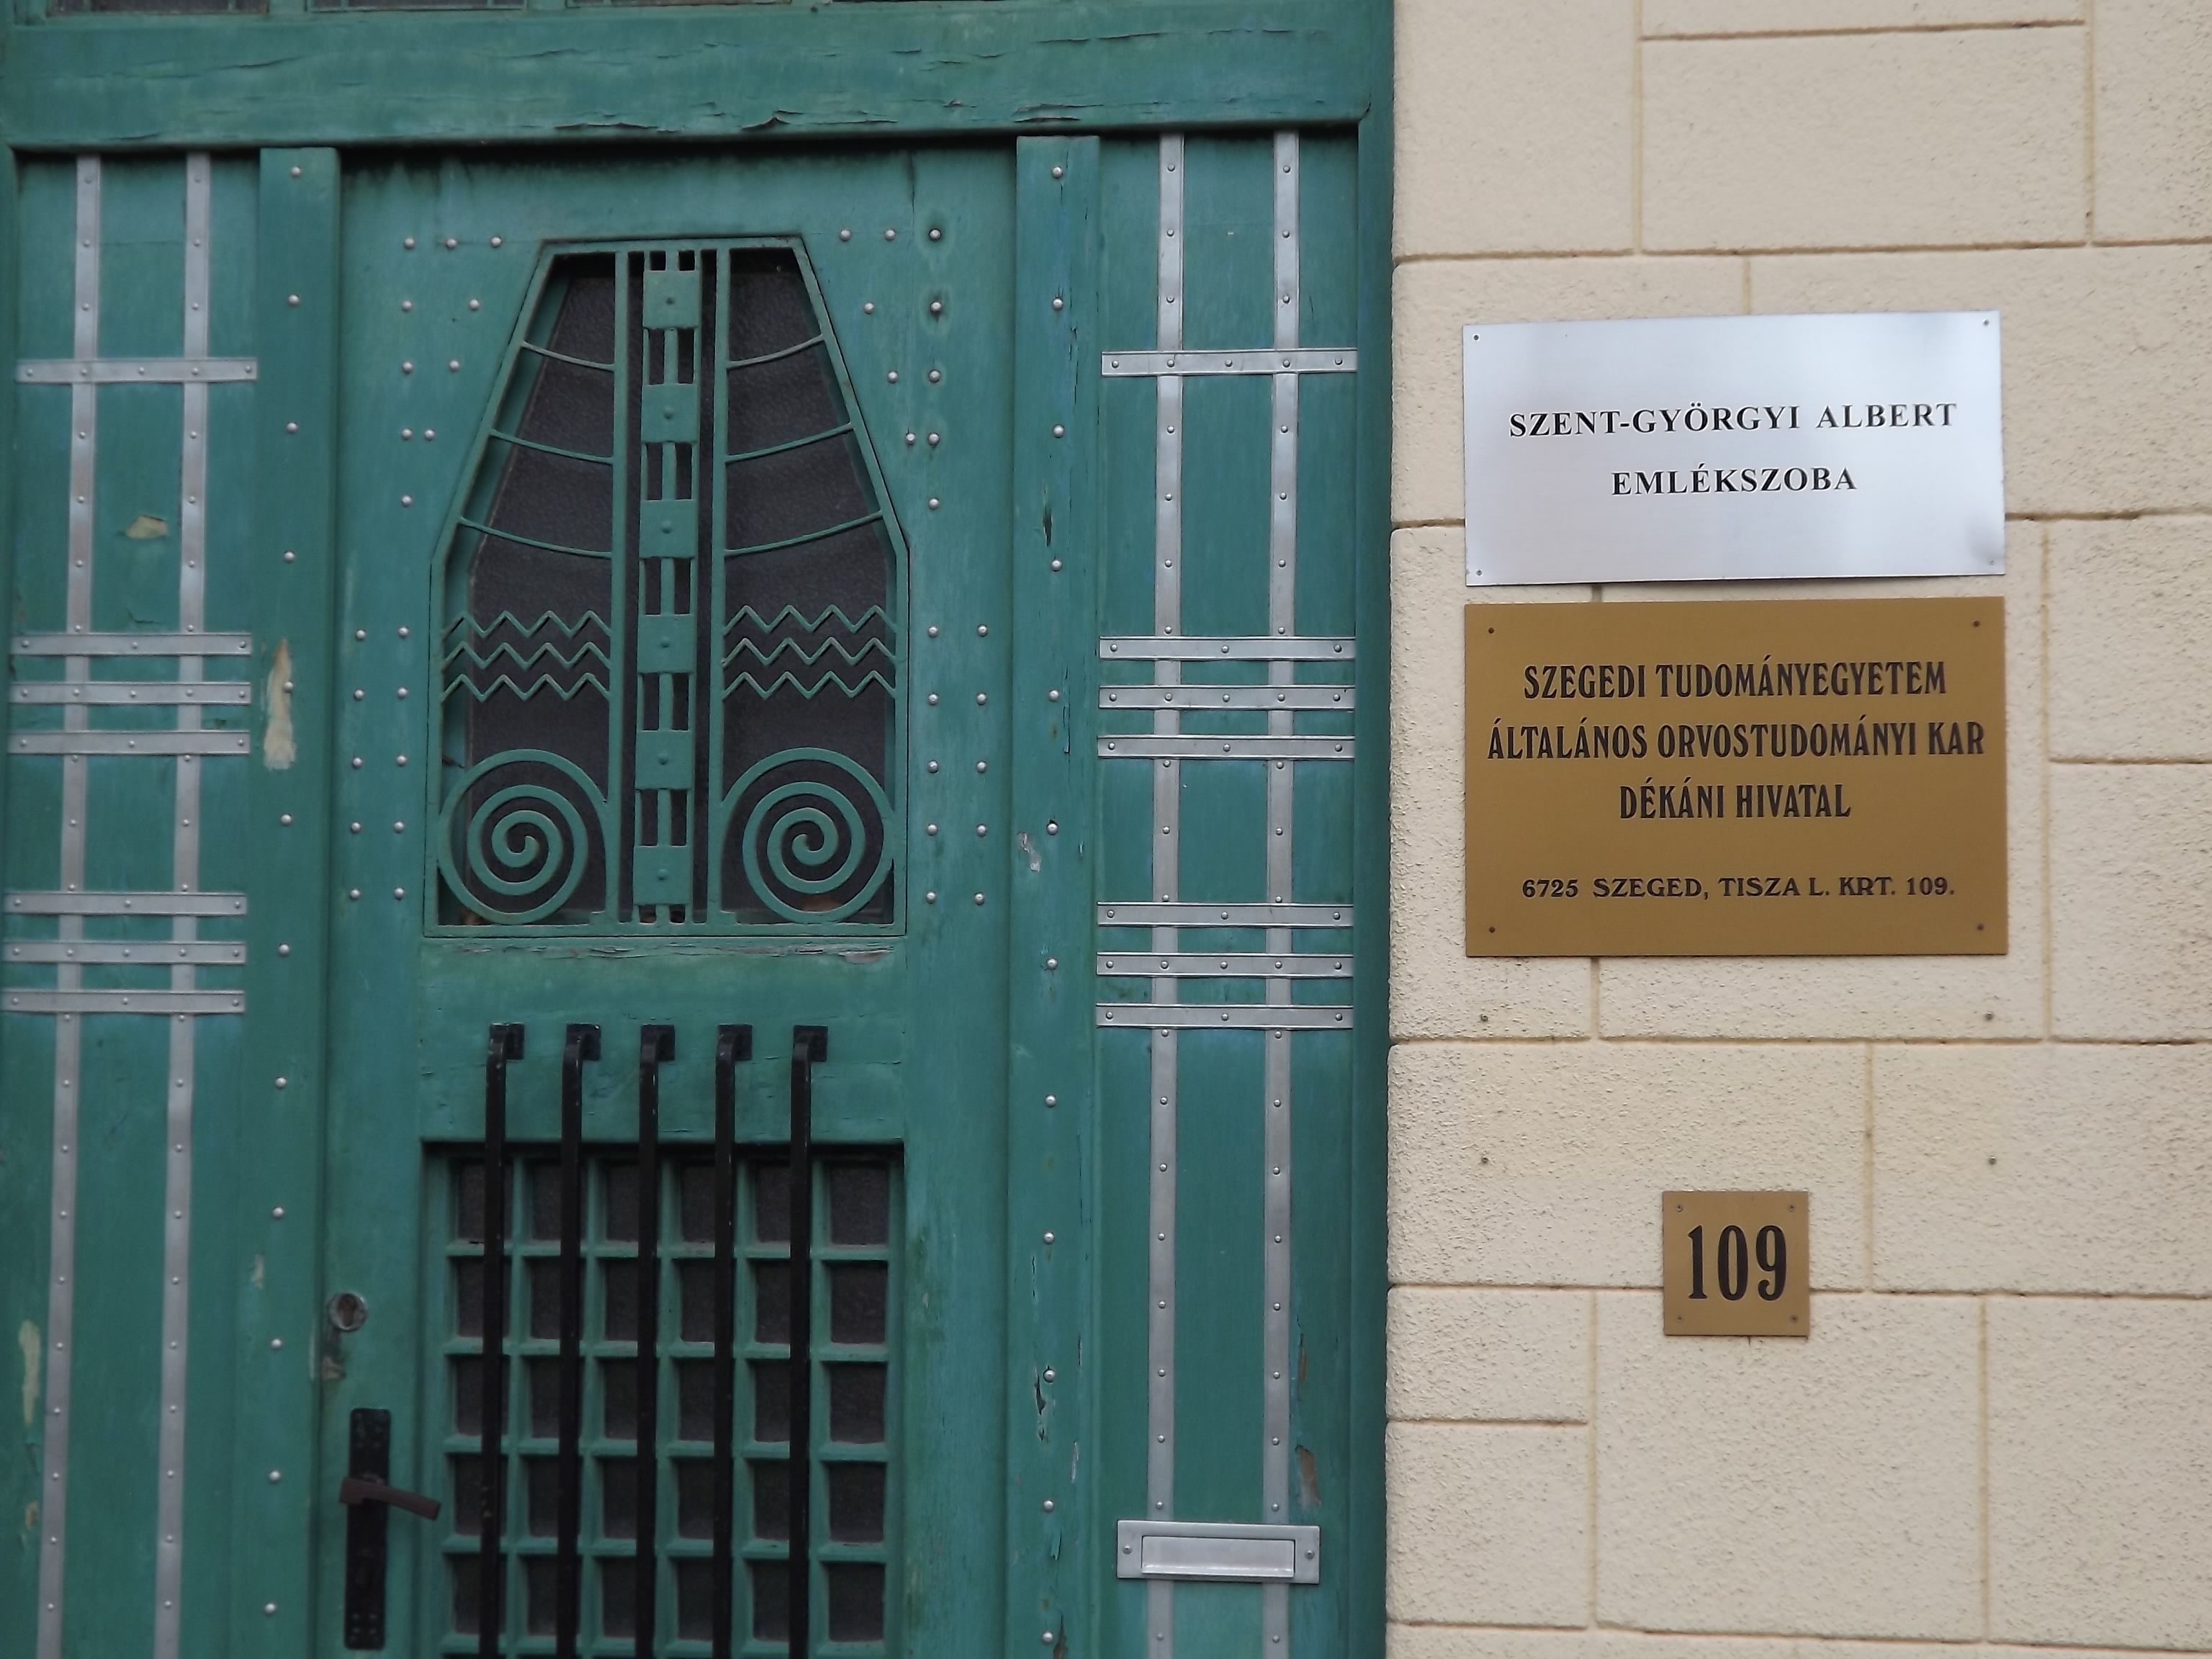 SZENT-GYÖRGYI ALBERT
EMLÉKSZOBA
SZEGEDI TUDOMÁNYEGYETEM
ÁLTALÁNOS ORVOSTUDOMÁNYI KAR
DÉKÁNI HIVATAL
6725 SZEGED, TISZA L. KRT. 109.
109